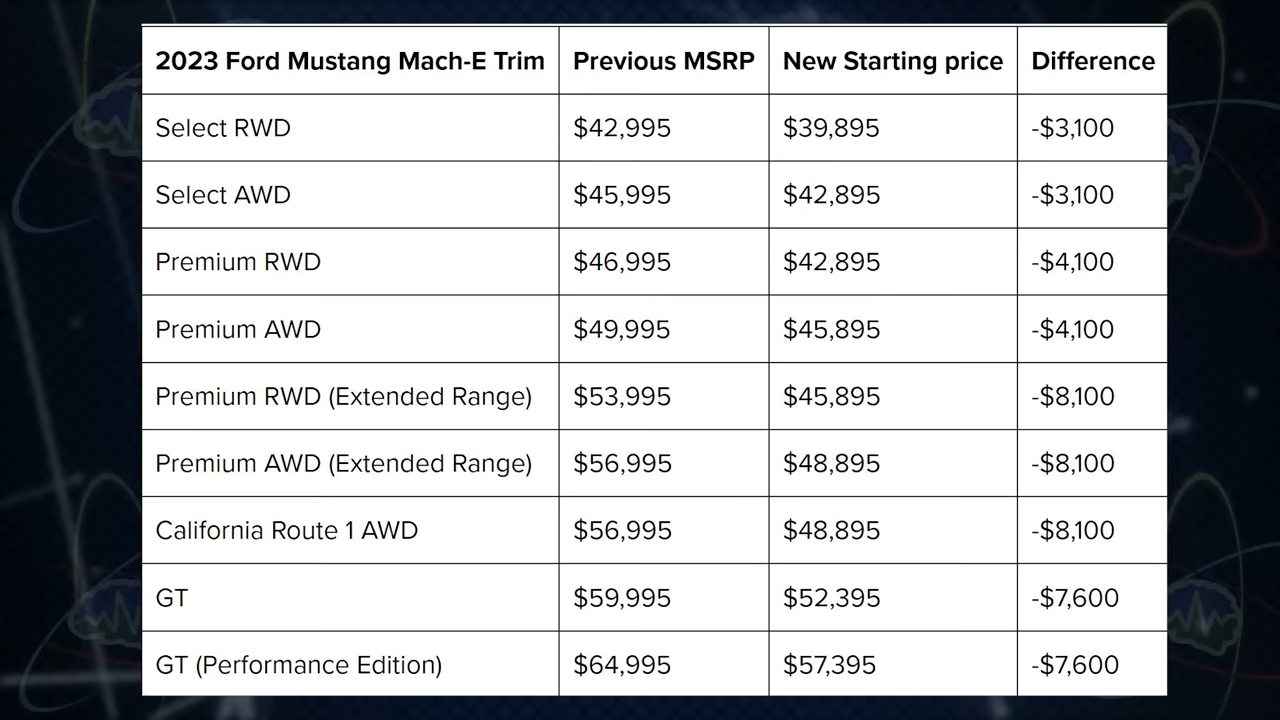 2023 Ford Mustang Mach-E Trim Previous MSRP New Starting price Difference
Select RWD $42,995 $39,895 -$3,100
Select AWD $45,995 $42,895 -$3,100
Premium RWD $46,995 $42,895 -$4,100
Premium AWD $49,995 $45,895 -$4,100
Premium RWD (Extended Range) $53,995 $45,895 -$8,100
Premium AWD (Extended Range) $56,995 $48,895 -$8,100
California Route 1 AWD $56,995 $48,895 -$8,100
GT $59,995 $52,395 -$7,600
GT (Performance Edition) $64,995 $57,395 -$7,600